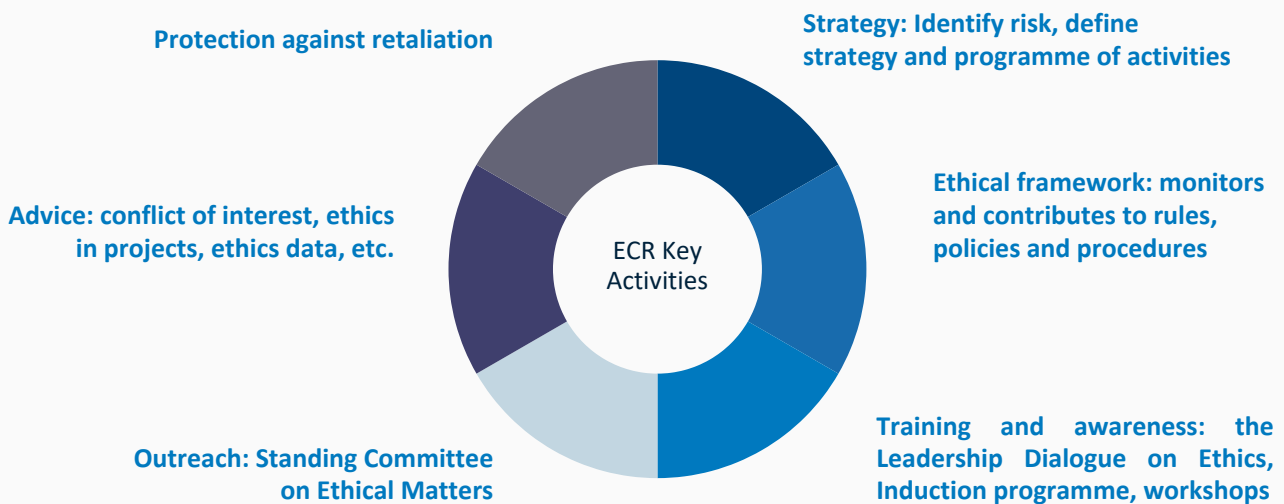 Protection against retaliation
Strategy: Identify risk, define
strategy and programme of activities
Advice: conflict of interest, ethics
in projects, ethics data, etc.
ECR Key
Activities
Ethical framework: monitors
and contributes to rules,
policies and procedures
Outreach: Standing Committee
on Ethical Matters
Training and awareness: the
Leadership Dialogue on Ethics,
Induction programme, workshops